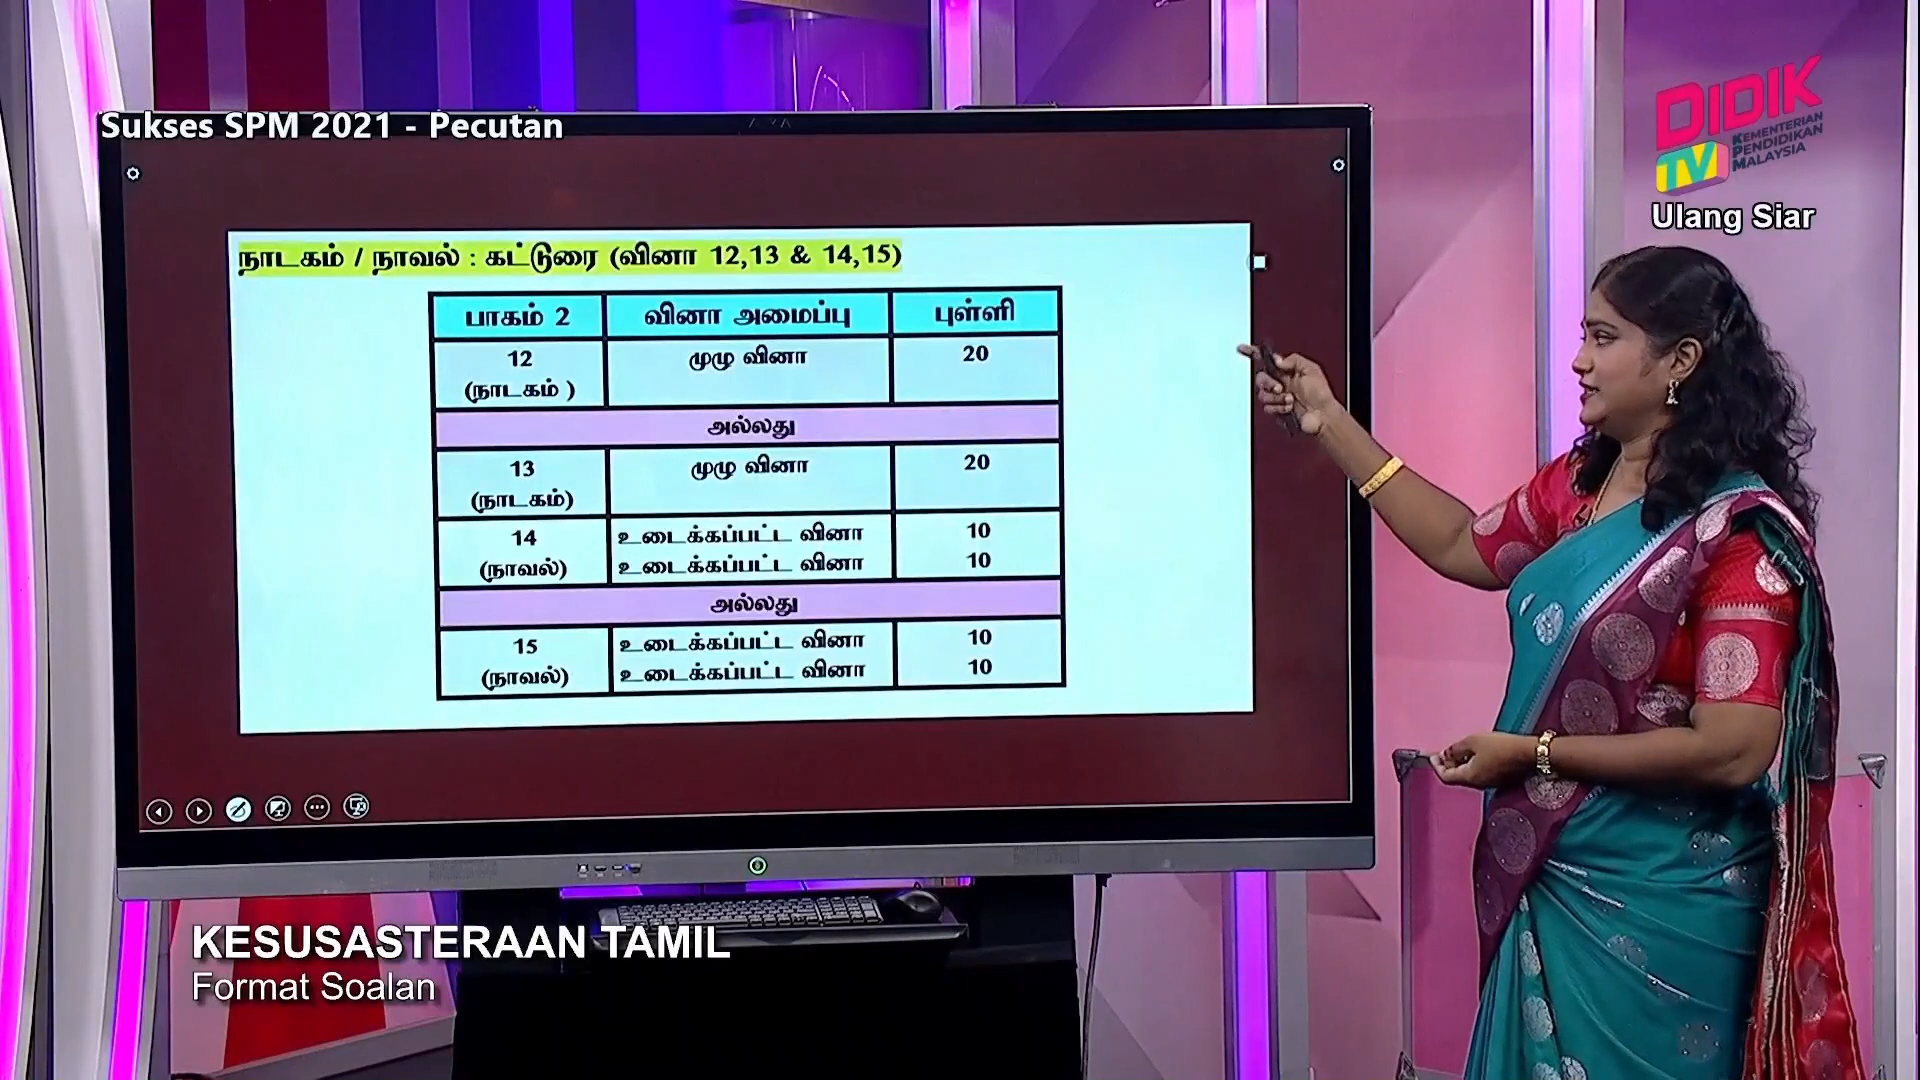 Sukses SPM 2021 - Pecutan
DIDIK
TV
KEMENTERIAN
PENDIDIKAN
MALAYSIA
Ulang Siar
நாடகம் / நாவல் : கட்டுரை (வினா 12,13 & 14,15)
பாகம் 2 வினா அமைப்பு புள்ளி
12 முழு வினா 20
(நாடகம் )
அல்லது
13 முழு வினா 20
(நாடகம்)
14 உடைக்கப்பட்ட வினா 10
(நாவல்) உடைக்கப்பட்ட வினா 10
அல்லது
15 உடைக்கப்பட்ட வினா 10
(நாவல்) உடைக்கப்பட்ட வினா 10
KESUSASTERAAN TAMIL
Format Soalan